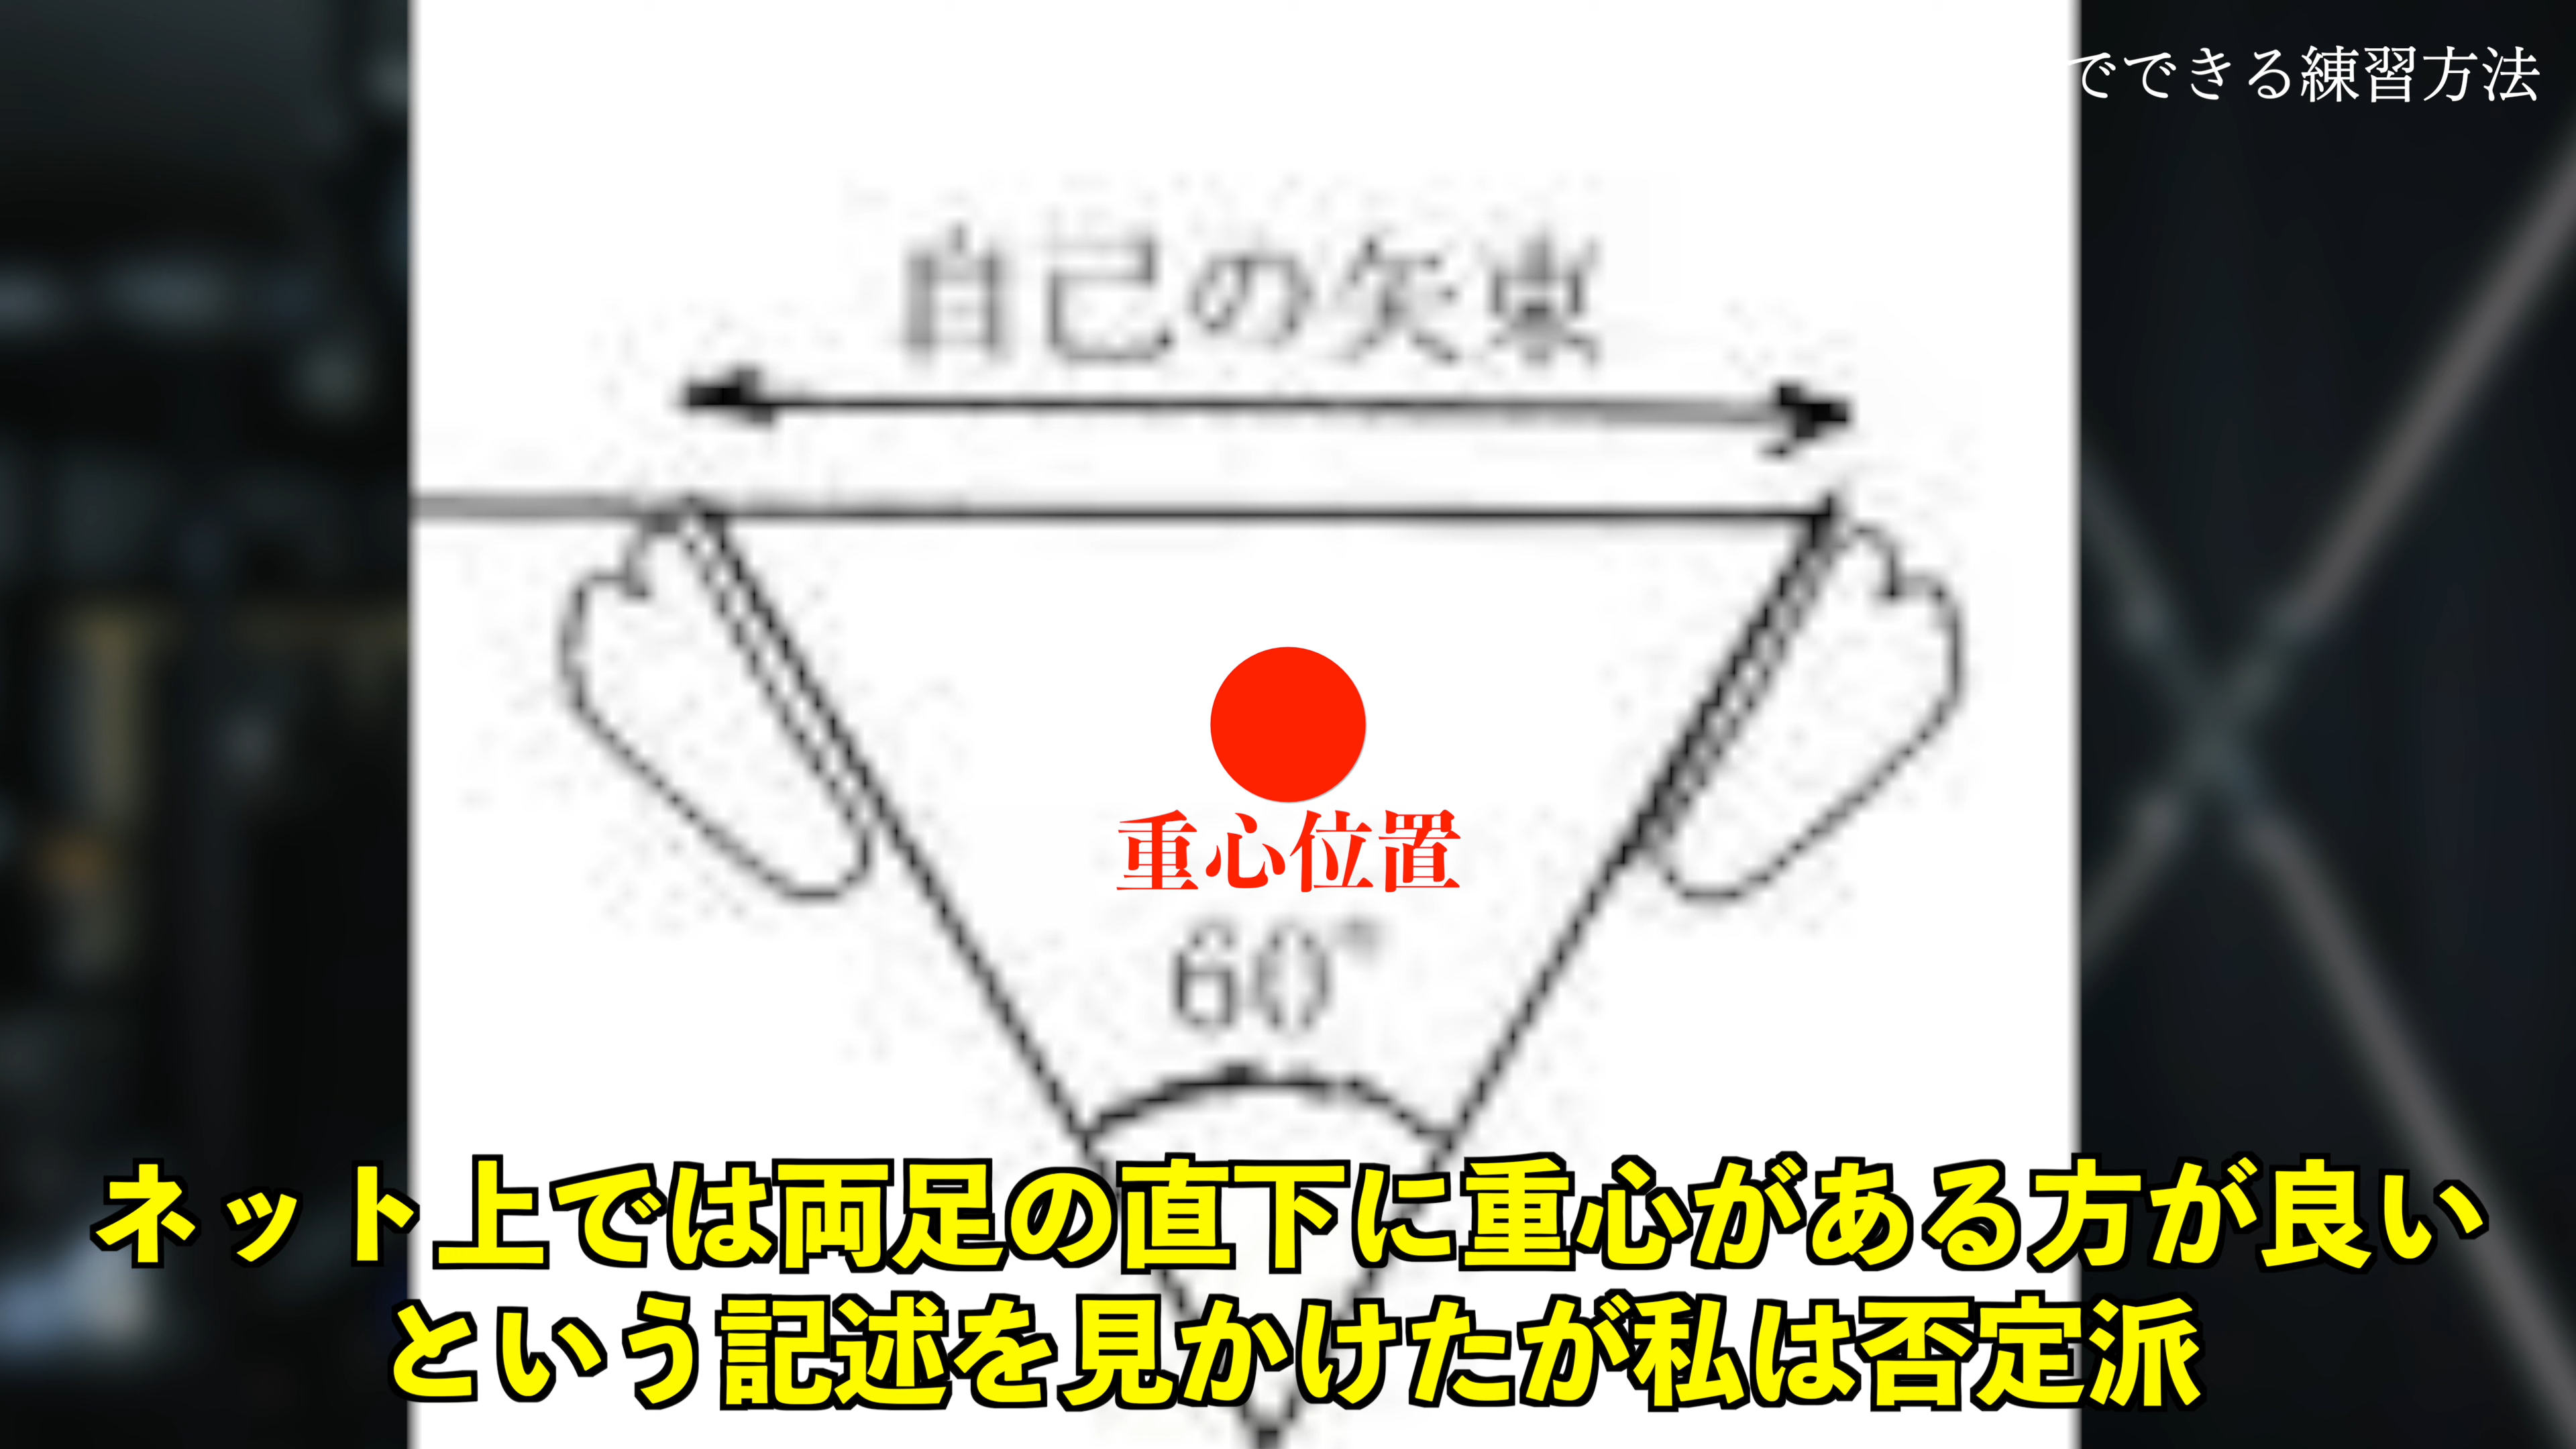 でできる練習方法
自己の矢束
重心位置
60°
ネット上では両足の直下に重心がある方が良い
という記述を見かけたが私は否定派